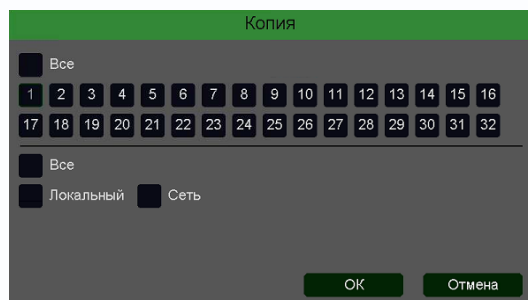 Копия
Все
1 2 3 4 5 6 7 8 9 10 11 12 13 14 15 16
17 18 19 20 21 22 23 24 25 26 27 28 29 30 31 32
Все
Локальный Сеть
ОК Отмена